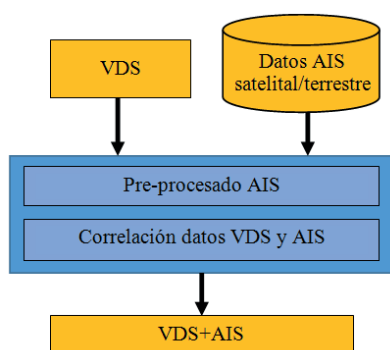 VDS
Datos AIS
satelital/terrestre
Pre-procesado AIS
Correlación datos VDS y AIS
VDS+AIS